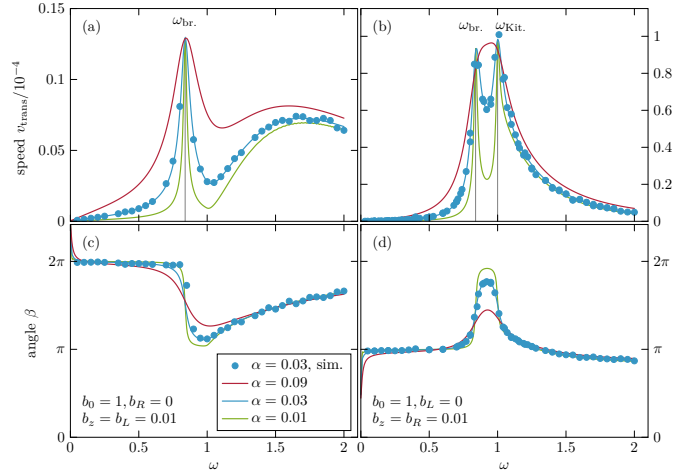 ω_br.
(a)
0.15
0.1
0.05
0
speed v_trans/10⁻⁴
ω_br.
ω_Kit.
(b)
1
0.8
0.6
0.4
0.2
0
(c)
2π
π
0
angle β
α = 0.03, sim.
α = 0.09
α = 0.03
α = 0.01
b₀ = 1, b_R = 0
b_z = b_L = 0.01
0 0.5 1 1.5 2
ω
(d)
2π
π
0
b₀ = 1, b_L = 0
b_z = b_R = 0.01
0 0.5 1 1.5 2
ω